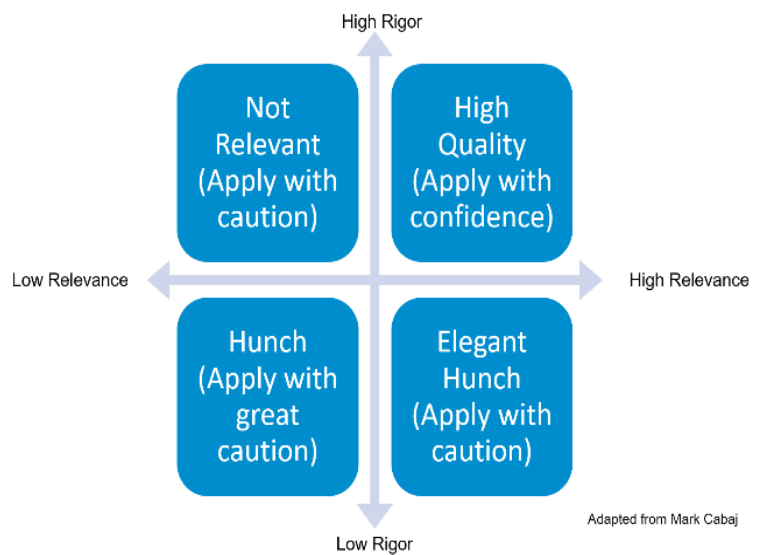 High Rigor
Not
Relevant
(Apply with
caution)
High
Quality
(Apply with
confidence)
Low Relevance
High Relevance
Hunch
(Apply with
great
caution)
Elegant
Hunch
(Apply with
caution)
Adapted from Mark Cabaj
Low Rigor